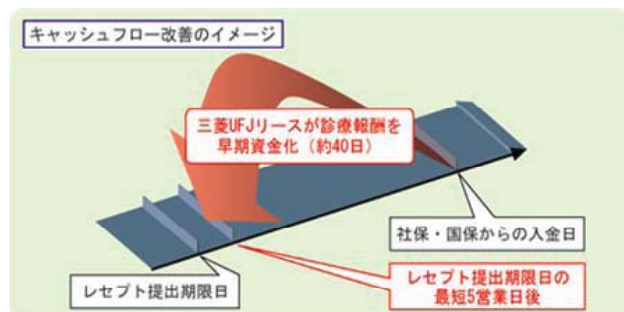 キャッシュフロー改善のイメージ
三菱UFJリースが診療報酬を
早期資金化（約40日）
社保・国保からの入金日
レセプト提出期限日
レセプト提出期限日の
最短5営業日後